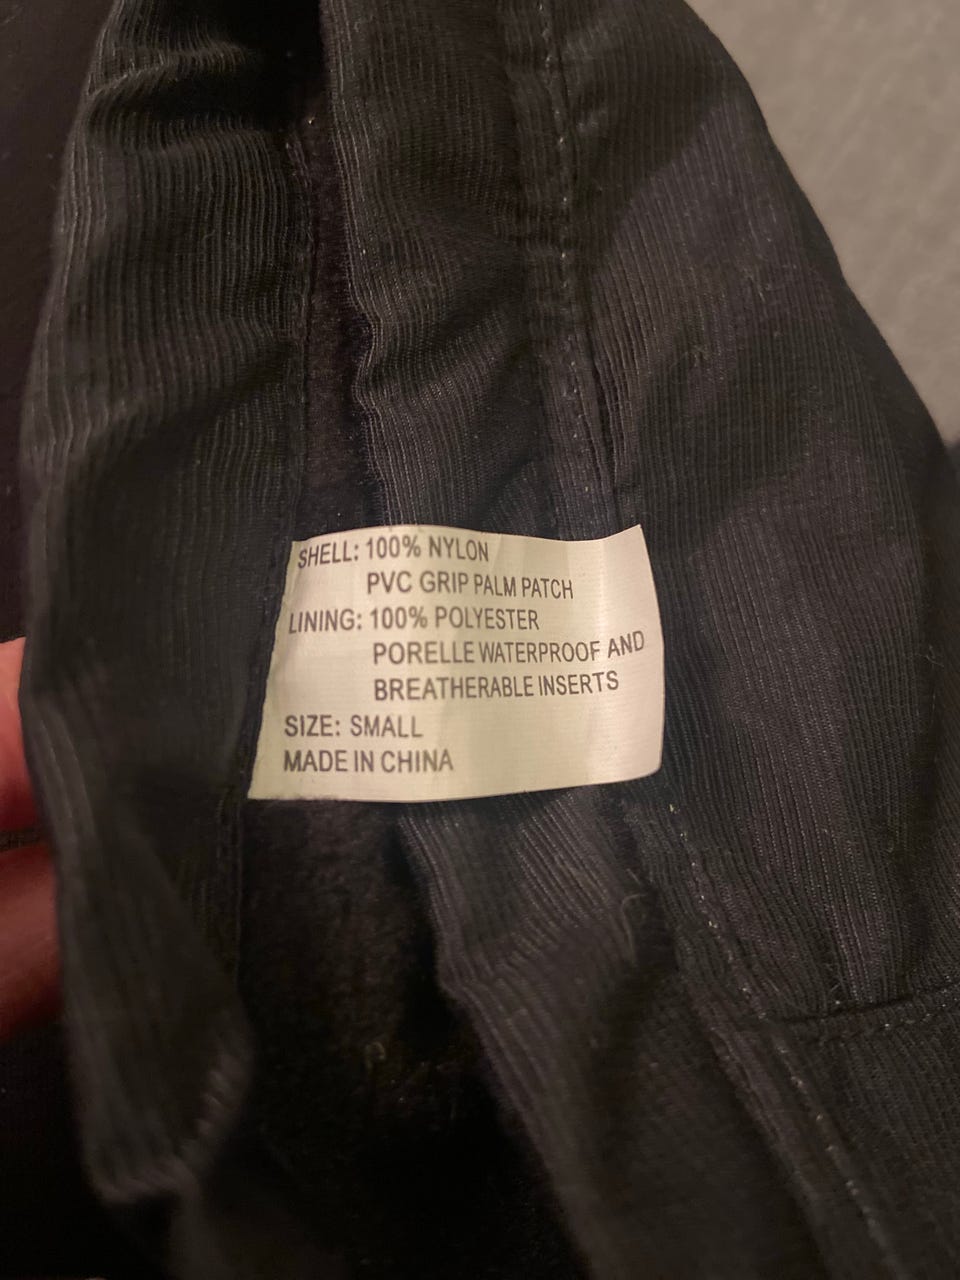 SHELL: 100% NYLON
PVC GRIP PALM PATCH
LINING: 100% POLYESTER
PORELLE WATERPROOF AND
BREATHERABLE INSERTS
SIZE: SMALL
MADE IN CHINA